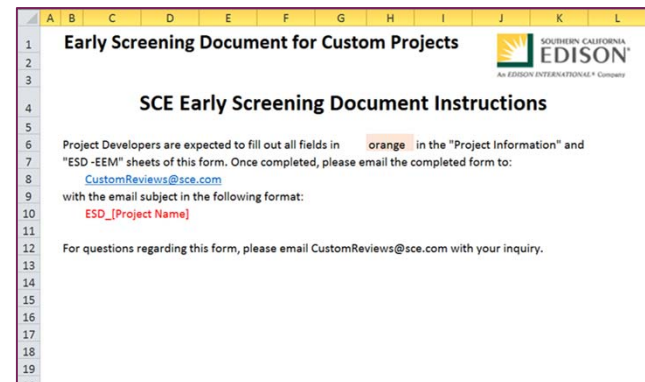 A B C D E F G H I J K L
1 Early Screening Document for Custom Projects SOUTHERN CALIFORNIA
EDISON®
2
3 An EDISON INTERNATIONAL® Company
4 SCE Early Screening Document Instructions
5
6 Project Developers are expected to fill out all fields in orange in the "Project Information" and
7 "ESD -EEM" sheets of this form. Once completed, please email the completed form to:
8 CustomReviews@sce.com
9 with the email subject in the following format:
10 ESD_[Project Name]
11
12 For questions regarding this form, please email CustomReviews@sce.com with your inquiry.
13
14
15
16
17
18
19